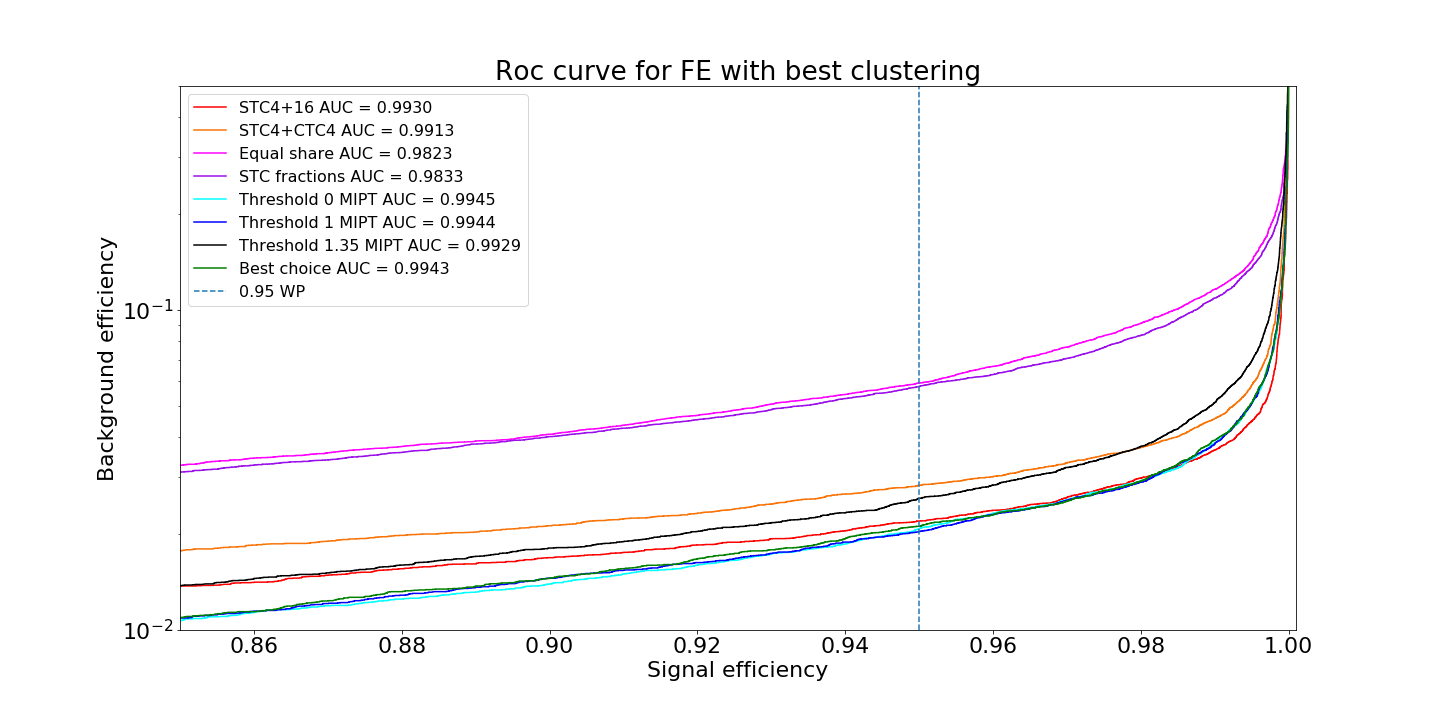 Roc curve for FE with best clustering
STC4+16 AUC = 0.9930
STC4+CTC4 AUC = 0.9913
Equal share AUC = 0.9823
STC fractions AUC = 0.9833
Threshold 0 MIPT AUC = 0.9945
Threshold 1 MIPT AUC = 0.9944
Threshold 1.35 MIPT AUC = 0.9929
Best choice AUC = 0.9943
0.95 WP
Background efficiency
10⁻¹
10⁻²
0.86 0.88 0.90 0.92 0.94 0.96 0.98 1.00
Signal efficiency